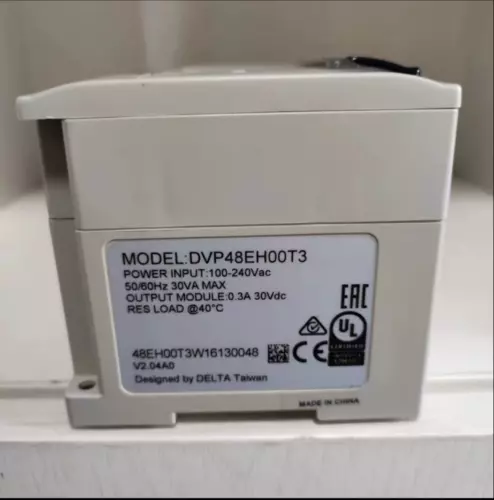 MODEL:DVP48EH00T3
POWER INPUT:100-240Vac
50/60Hz 30VA MAX
OUTPUT MODULE:0.3A 30Vdc
RES LOAD @40°C
EAC
UL
48EH00T3W16130048
V2.04A0
Designed by DELTA Taiwan
MADE IN CHINA